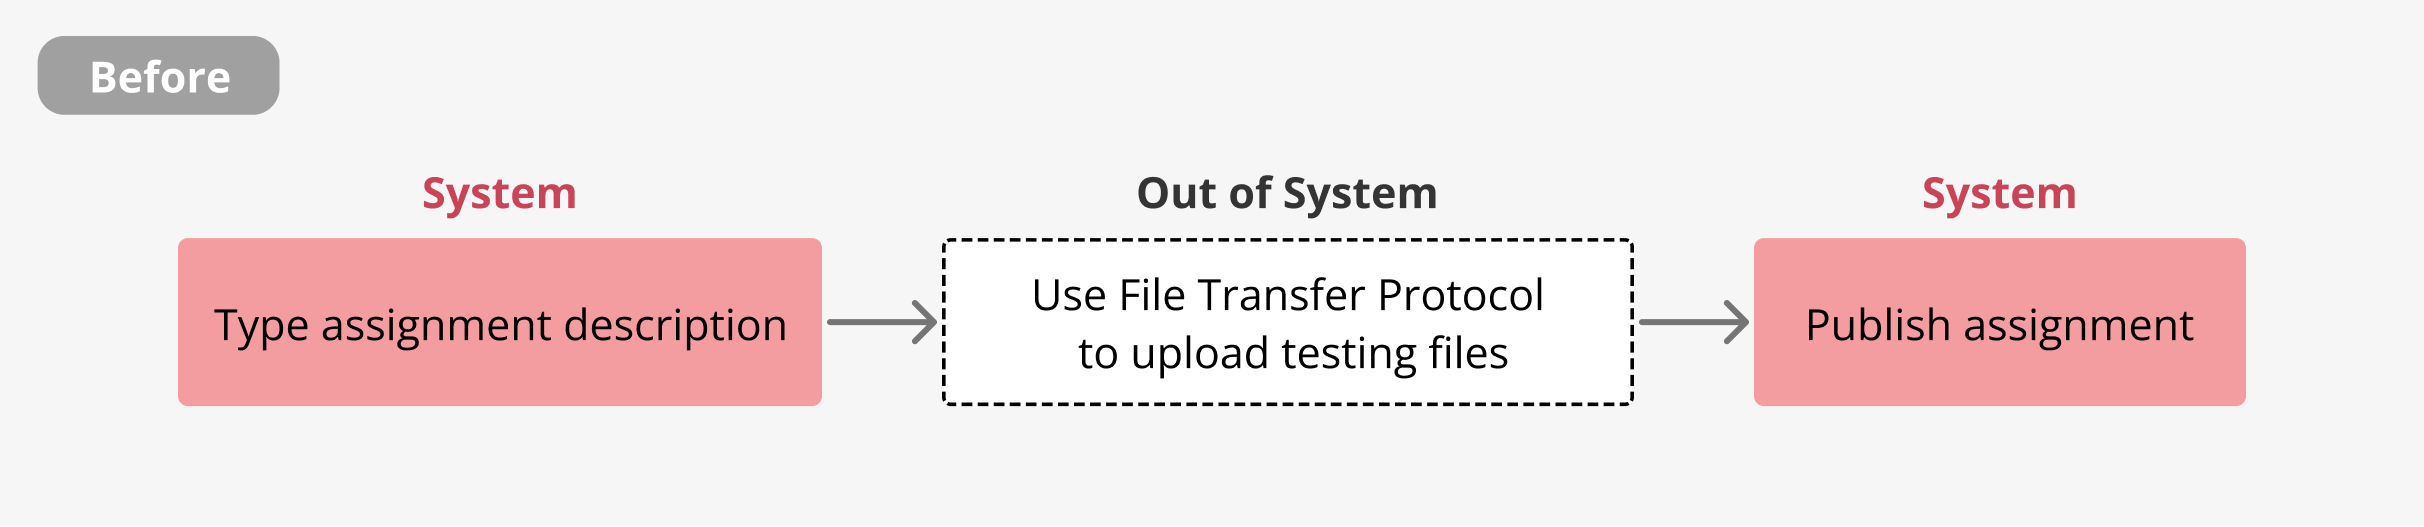 Before
System
Type assignment description
Out of System
Use File Transfer Protocol
to upload testing files
System
Publish assignment